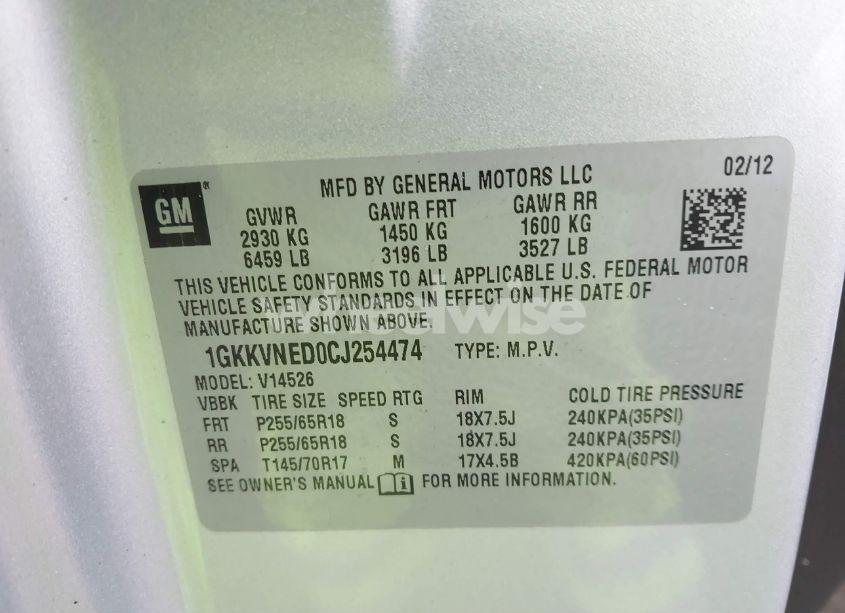 02/12
MFD BY GENERAL MOTORS LLC
GM®
GVWR GAWR FRT GAWR RR
2930 KG 1450 KG 1600 KG
6459 LB 3196 LB 3527 LB
THIS VEHICLE CONFORMS TO ALL APPLICABLE U.S. FEDERAL MOTOR
VEHICLE SAFETY STANDARDS IN EFFECT ON THE DATE OF
MANUFACTURE SHOWN ABOVE.
1GKKVNED0CJ254474 TYPE: M.P.V.
MODEL: V14526
VBBK TIRE SIZE SPEED RTG RIM COLD TIRE PRESSURE
FRT P255/65R18 S 18X7.5J 240KPA(35PSI)
RR P255/65R18 S 18X7.5J 240KPA(35PSI)
SPA T145/70R17 M 17X4.5B 420KPA(60PSI)
SEE OWNER'S MANUAL i FOR MORE INFORMATION.